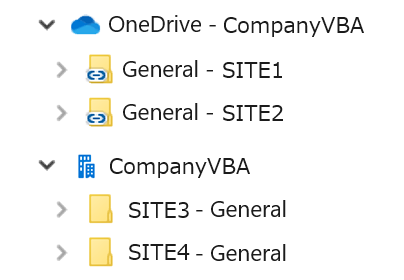 OneDrive - CompanyVBA
General - SITE1
General - SITE2
CompanyVBA
SITE3 - General
SITE4 - General